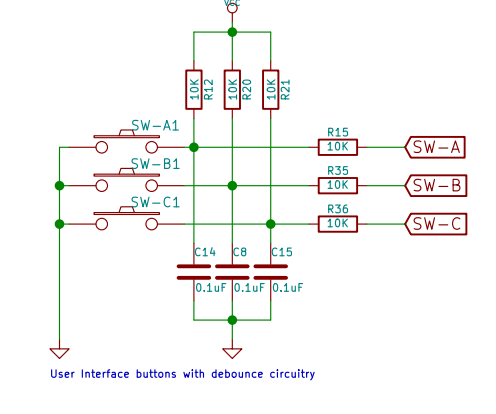 VCC
10K
R12
10K
R20
10K
R21
SW-A1
R15
10K
SW-A
SW-B1
R35
10K
SW-B
SW-C1
R36
10K
SW-C
C14
C8
C15
0.1uF
0.1uF
0.1uF
User Interface buttons with debounce circuitry